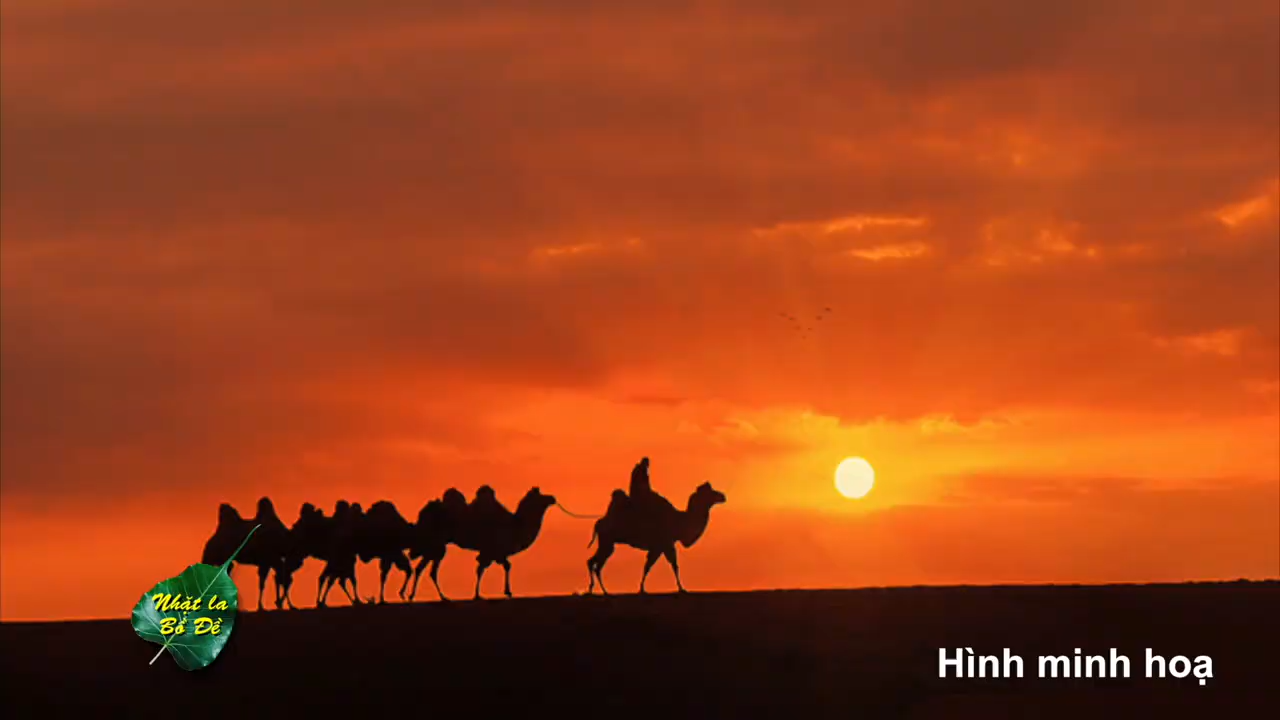 Nhặt lá
Bồ Đề
Hình minh hoạ